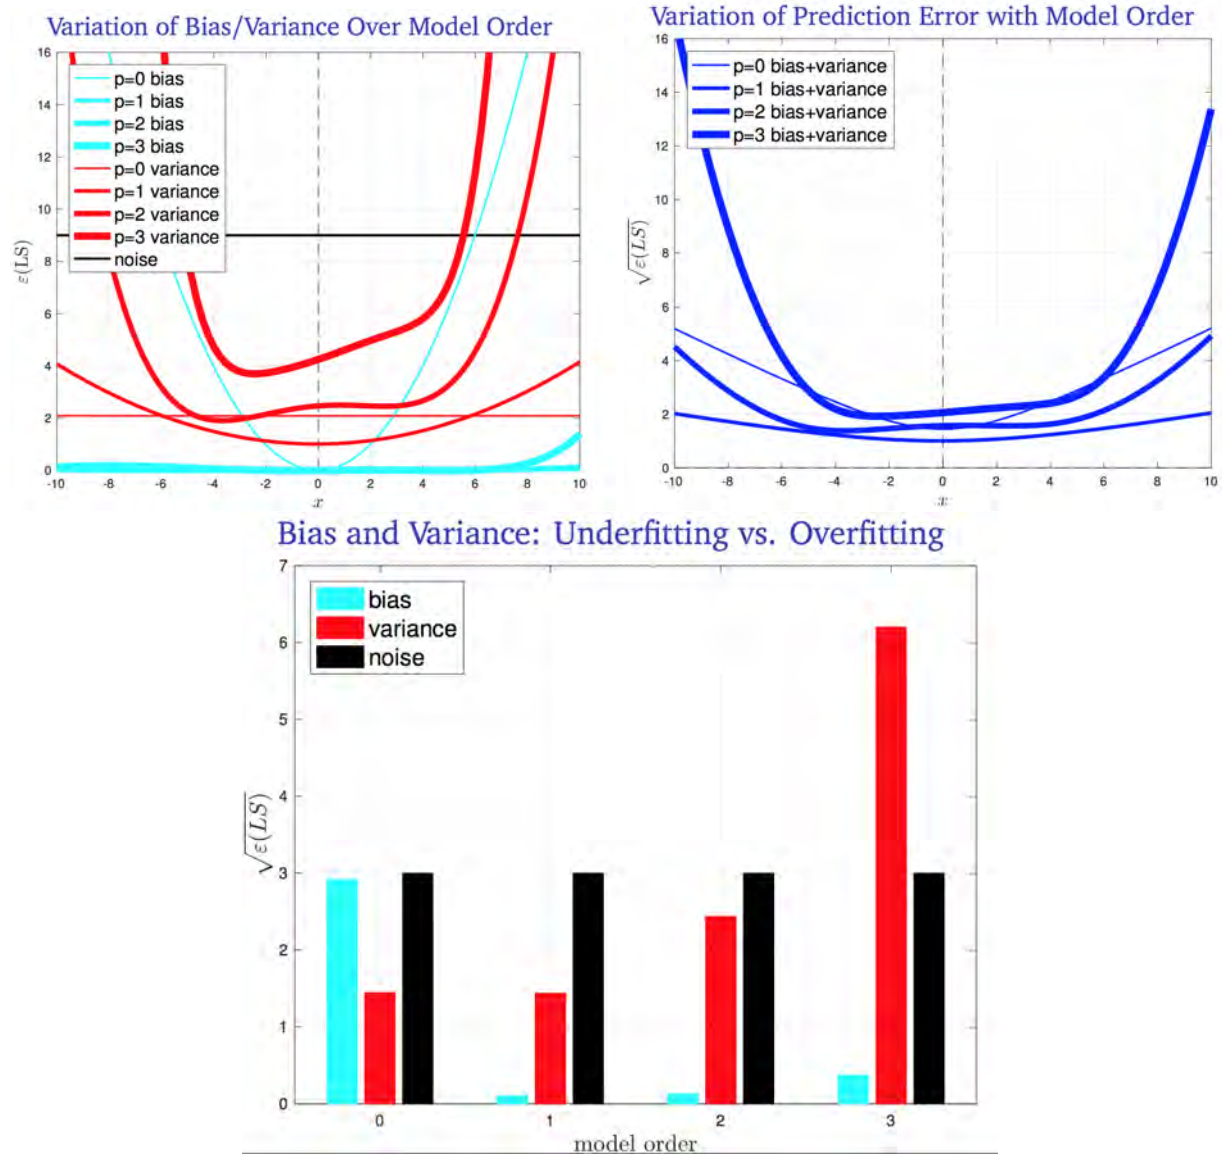 Variation of Bias/Variance Over Model Order
16
14
12
10
8
6
4
2
0
ε(LS)
p=0 bias
p=1 bias
p=2 bias
p=3 bias
p=0 variance
p=1 variance
p=2 variance
p=3 variance
noise
-10 -8 -6 -4 -2 0 2 4 6 8 10
x
Variation of Prediction Error with Model Order
16
14
12
10
8
6
4
2
0
√ε(LS)
p=0 bias+variance
p=1 bias+variance
p=2 bias+variance
p=3 bias+variance
-10 -8 -6 -4 -2 0 2 4 6 8 10
x
Bias and Variance: Underfitting vs. Overfitting
7
6
5
4
3
2
1
0
√ε(LS)
bias
variance
noise
0 1 2 3
model order